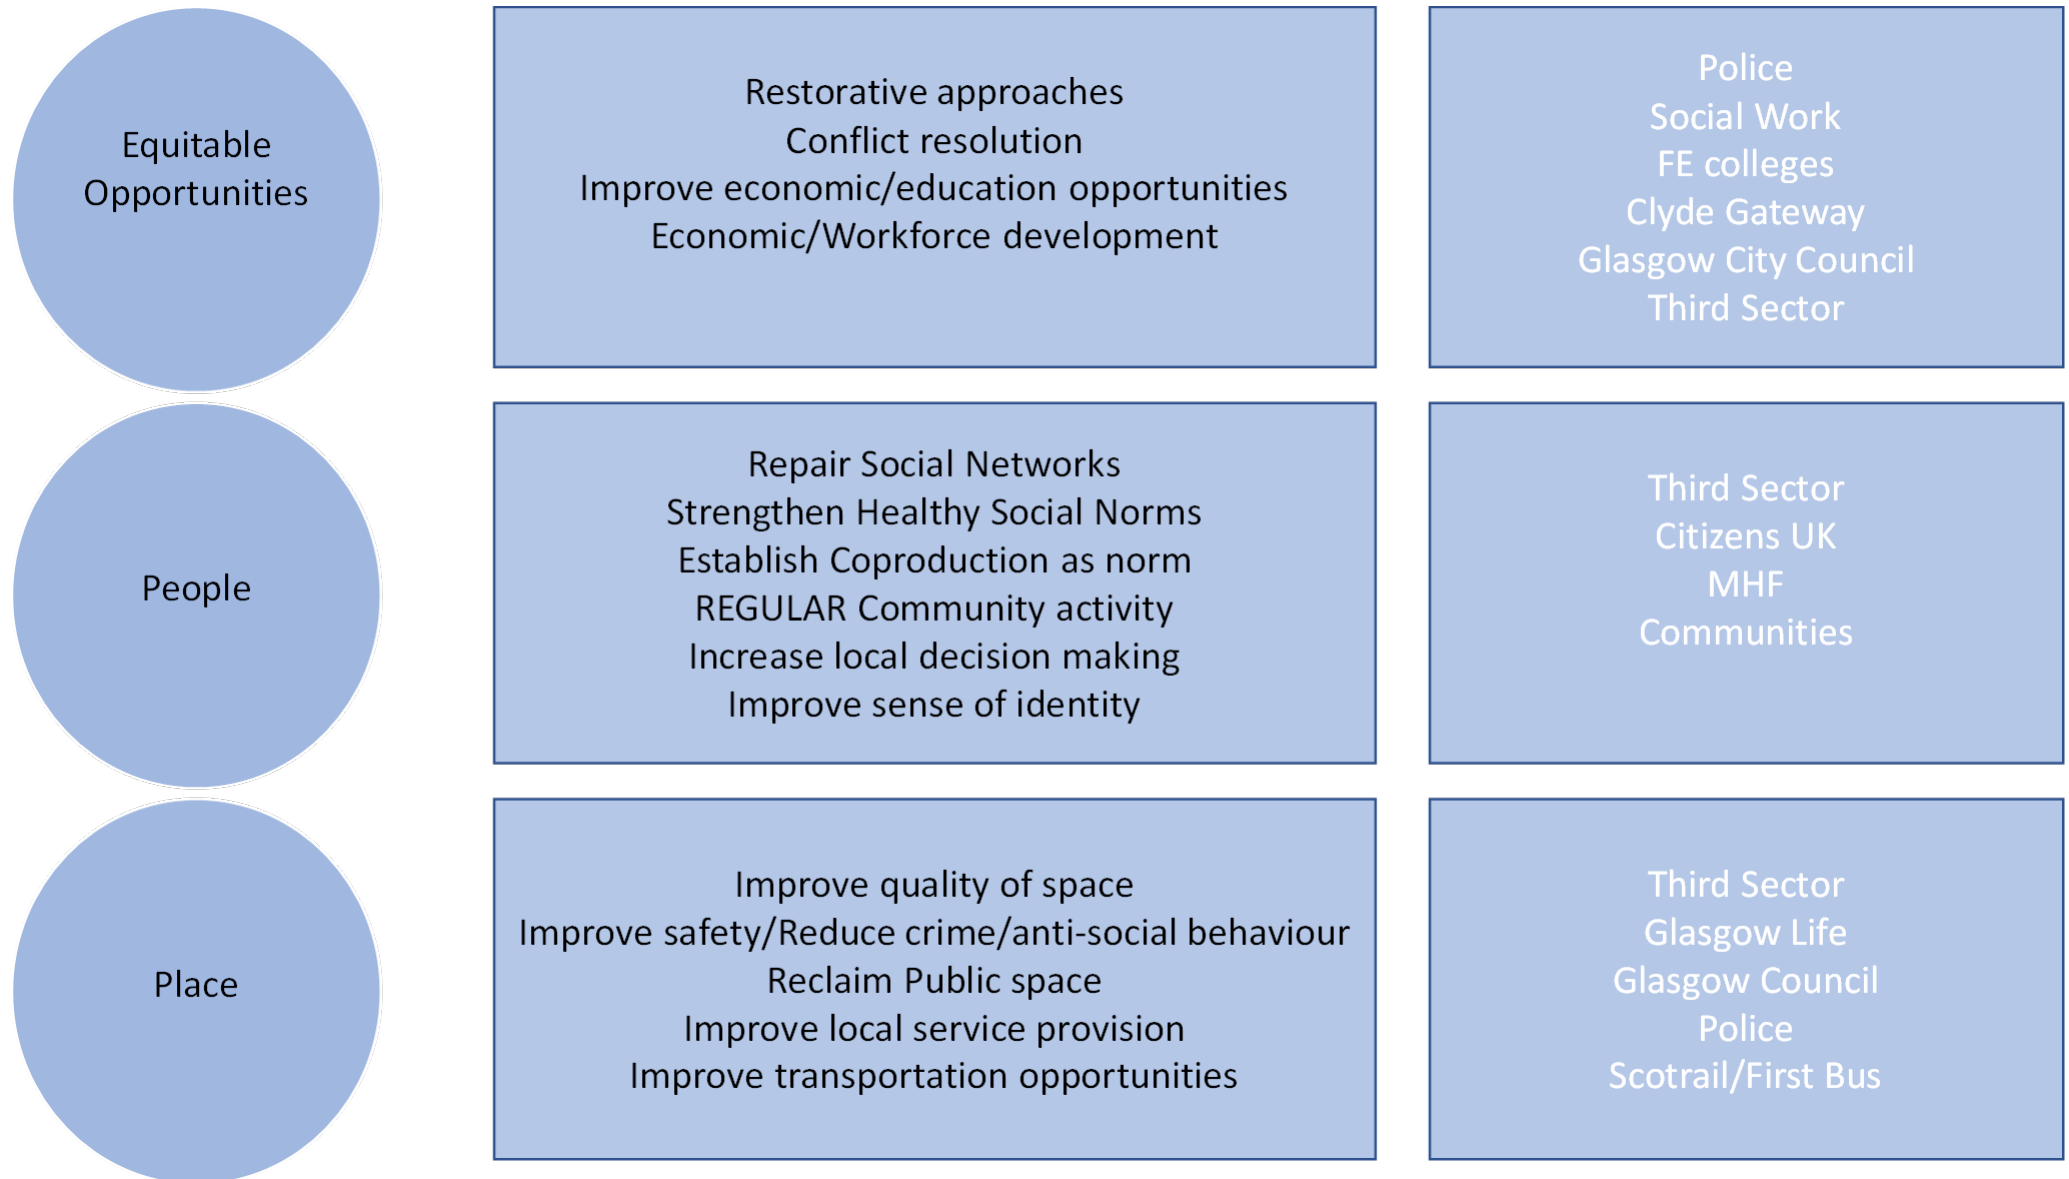 Equitable
Opportunities
Restorative approaches
Conflict resolution
Improve economic/education opportunities
Economic/Workforce development
Police
Social Work
FE colleges
Clyde Gateway
Glasgow City Council
Third Sector
People
Repair Social Networks
Strengthen Healthy Social Norms
Establish Coproduction as norm
REGULAR Community activity
Increase local decision making
Improve sense of identity
Third Sector
Citizens UK
MHF
Communities
Place
Improve quality of space
Improve safety/Reduce crime/anti-social behaviour
Reclaim Public space
Improve local service provision
Improve transportation opportunities
Third Sector
Glasgow Life
Glasgow Council
Police
Scotrail/First Bus